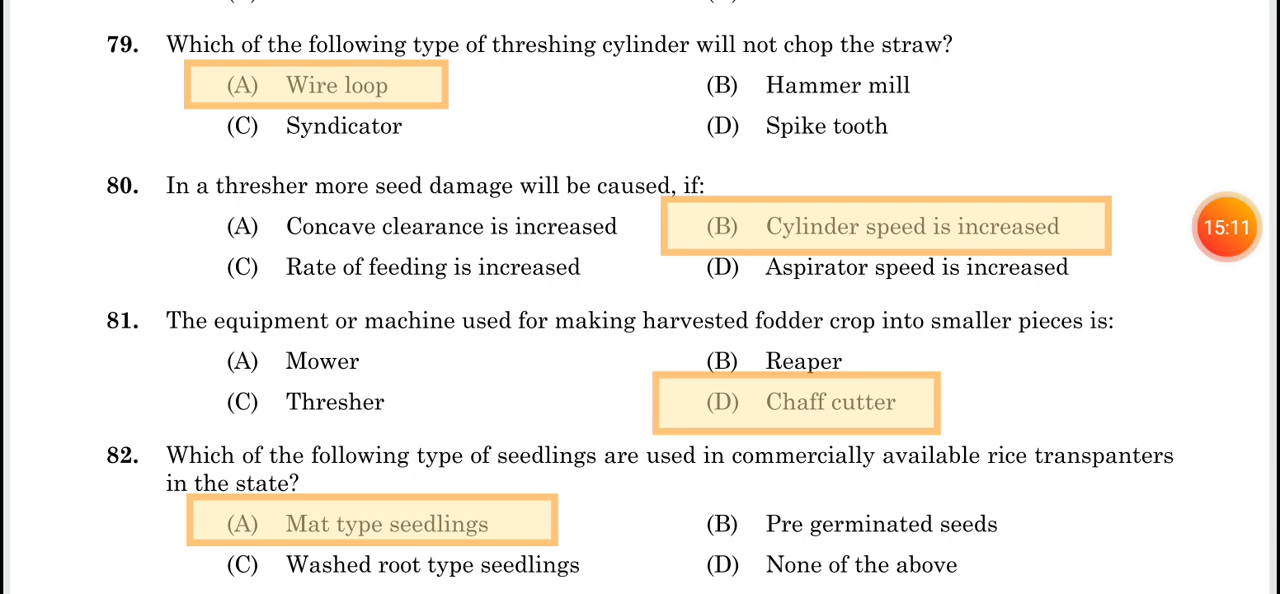 79. Which of the following type of threshing cylinder will not chop the straw?
(A) Wire loop (B) Hammer mill
(C) Syndicator (D) Spike tooth
80. In a thresher more seed damage will be caused, if:
(A) Concave clearance is increased (B) Cylinder speed is increased
(C) Rate of feeding is increased (D) Aspirator speed is increased
15:11
81. The equipment or machine used for making harvested fodder crop into smaller pieces is:
(A) Mower (B) Reaper
(C) Thresher (D) Chaff cutter
82. Which of the following type of seedlings are used in commercially available rice transpanters
in the state?
(A) Mat type seedlings (B) Pre germinated seeds
(C) Washed root type seedlings (D) None of the above